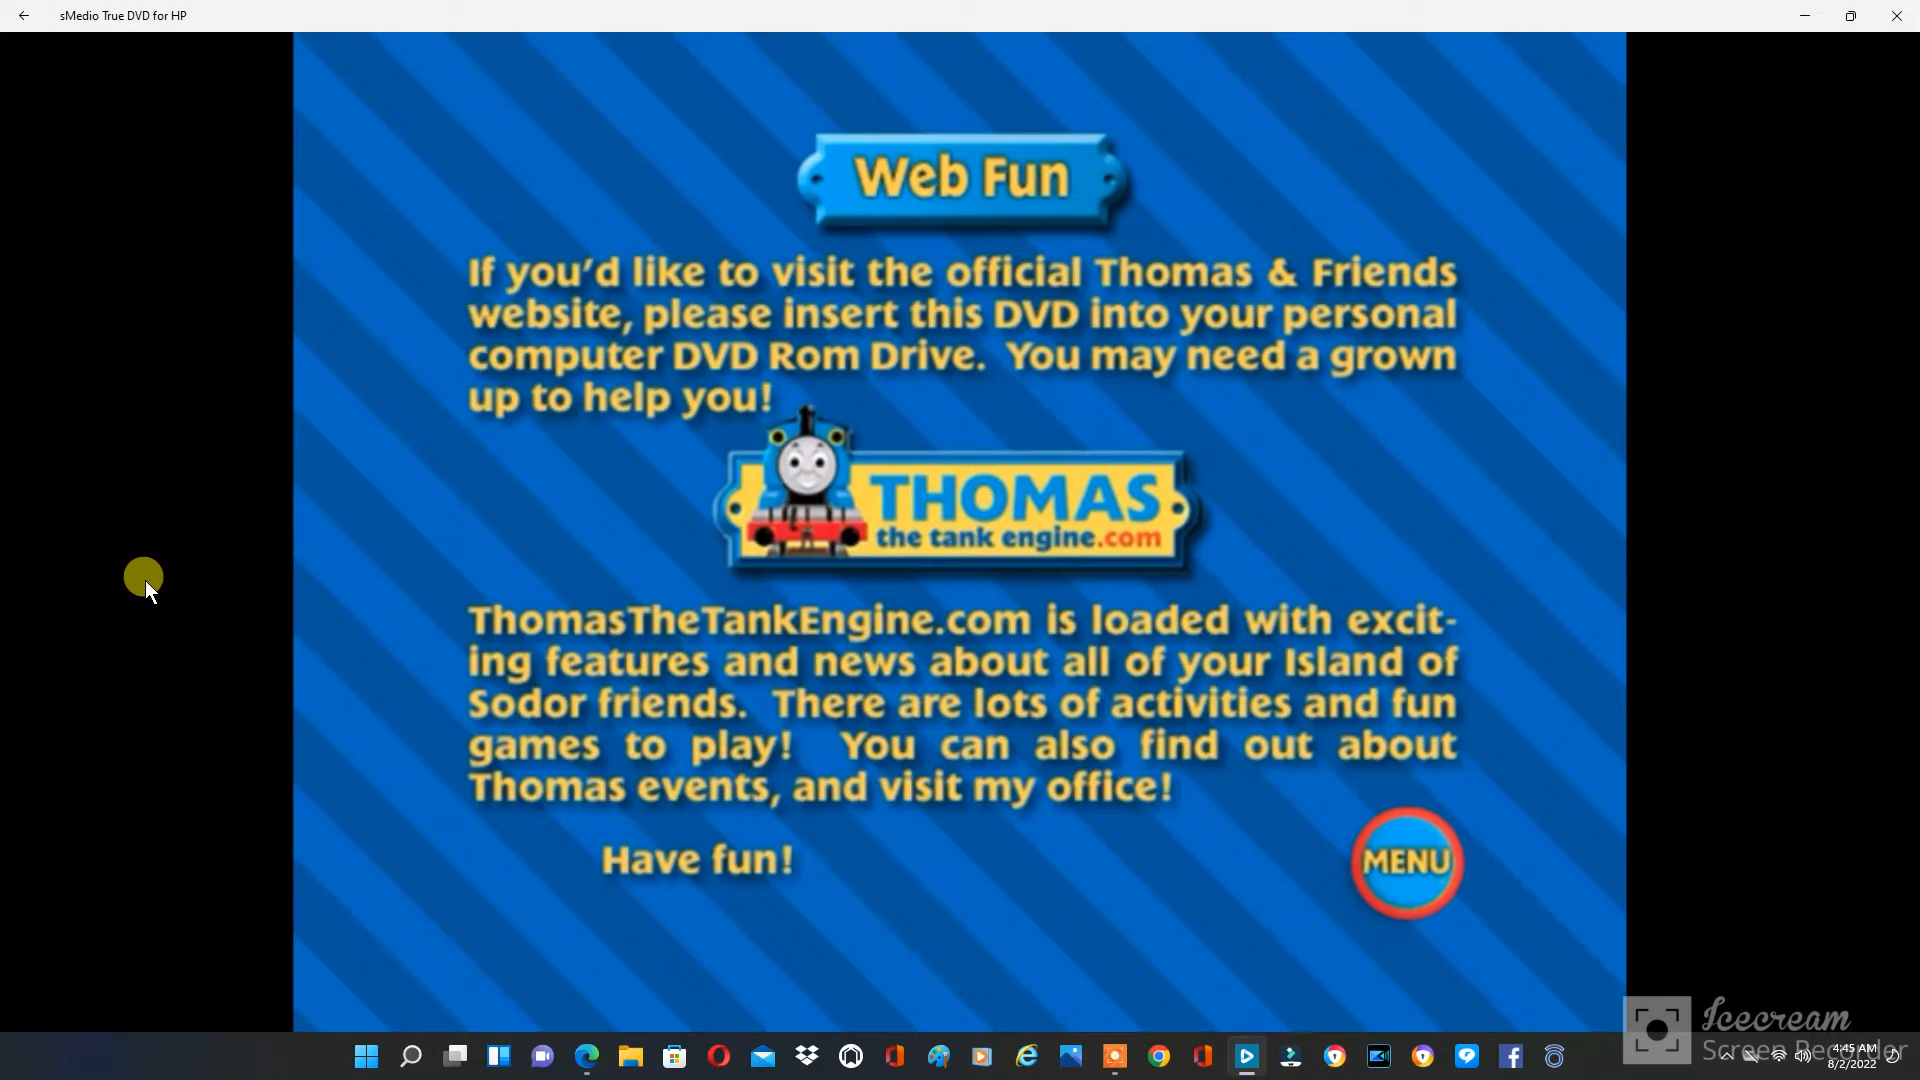 sMedio True DVD for HP
Web Fun
If you'd like to visit the official Thomas & Friends
website, please insert this DVD into your personal
computer DVD Rom Drive.  You may need a grown
up to help you!
THOMAS
the tank engine.com
ThomasTheTankEngine.com is loaded with excit-
ing features and news about all of your Island of
Sodor friends.  There are lots of activities and fun
games to play!  You can also find out about
Thomas events, and visit my office!
Have fun!
MENU
Icecream
Screen Recorder
4:45 AM
8/2/2022